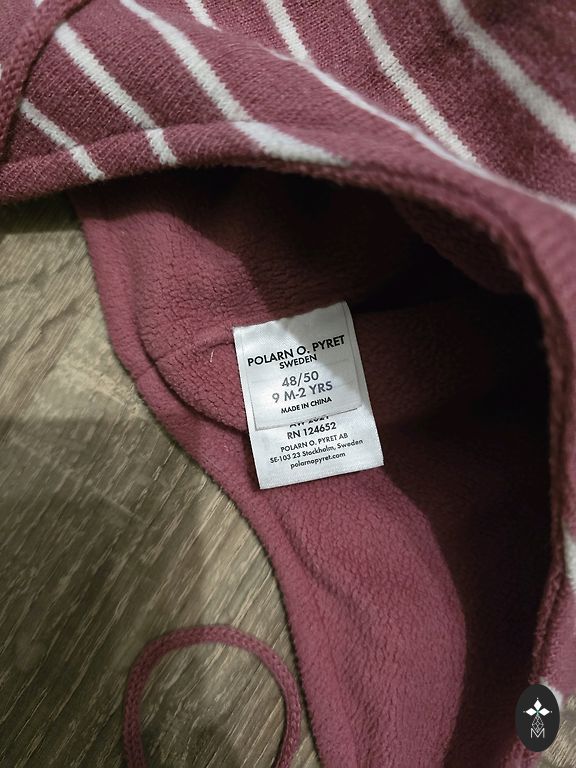 POLARN O. PYRET
SWEDEN
48/50
9 M-2 YRS
MADE IN CHINA
RN 124652
POLARN O. PYRET AB
SE-103 23 Stockholm, Sweden
polarnopyret.com